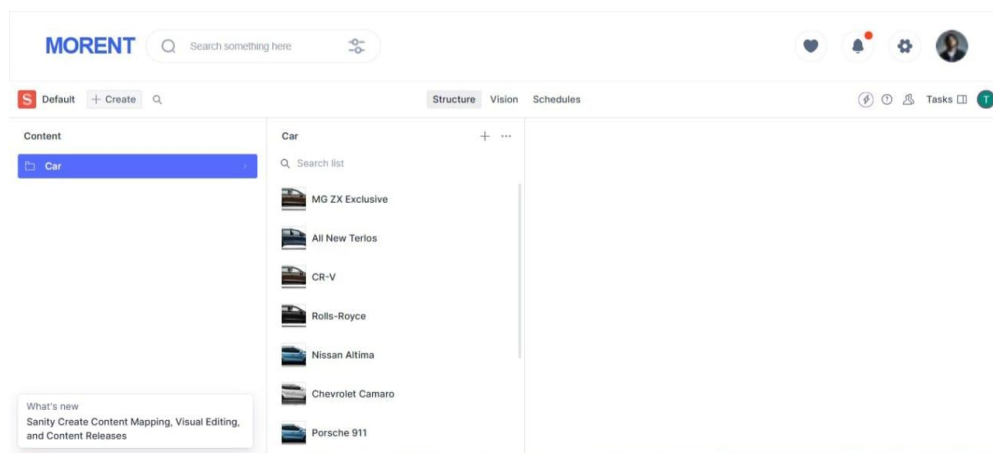 MORENT
Search something here
S Default + Create
Structure Vision Schedules
Tasks T
Content
Car
Car
Search list
MG ZX Exclusive
All New Terios
CR-V
Rolls-Royce
Nissan Altima
Chevrolet Camaro
Porsche 911
What's new
Sanity Create Content Mapping, Visual Editing,
and Content Releases